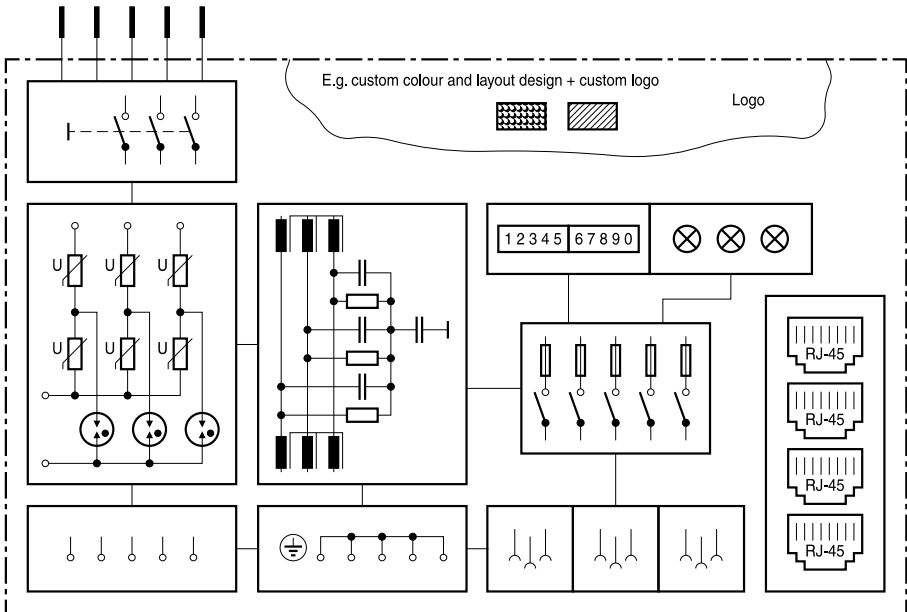 E.g. custom colour and layout design + custom logo
Logo
12345 67890
U U U
U U U
RJ-45
RJ-45
RJ-45
RJ-45